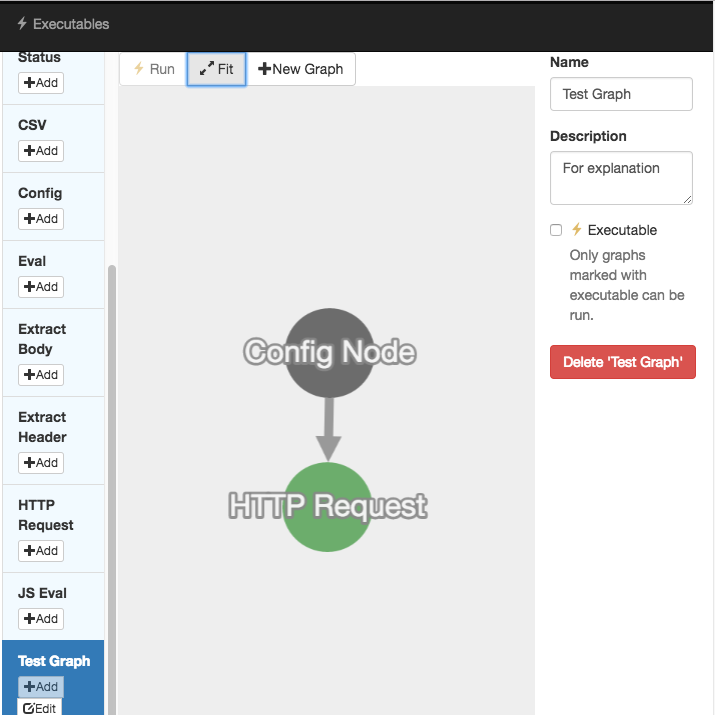 Executables
Status
Add
CSV
Add
Config
Add
Eval
Add
Extract
Body
Add
Extract
Header
Add
HTTP
Request
Add
JS Eval
Add
Test Graph
Add
Edit
Run
Fit
New Graph
Config Node
HTTP Request
Name
Test Graph
Description
For explanation
Executable
Only graphs
marked with
executable can be
run.
Delete 'Test Graph'